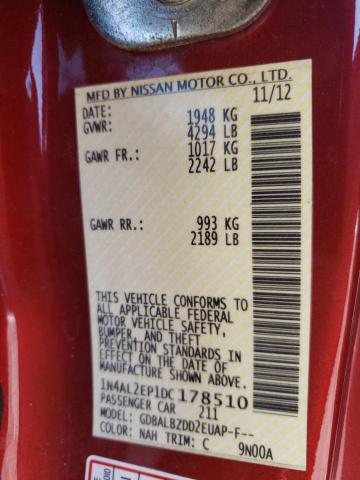 MFD BY NISSAN MOTOR CO., LTD.
DATE: 11/12
GVWR: 1948 KG
4294 LB
GAWR FR.: 1017 KG
2242 LB
GAWR RR.: 993 KG
2189 LB
THIS VEHICLE CONFORMS TO
ALL APPLICABLE FEDERAL
MOTOR VEHICLE SAFETY,
BUMPER, AND THEFT
PREVENTION STANDARDS IN
EFFECT ON THE DATE OF
MANUFACTURE SHOWN ABOVE.
1N4AL2EP1DC178510
PASSENGER CAR 211
MODEL: GDBALBZDD2EUAP-F--
COLOR: NAH TRIM: C 9N00A